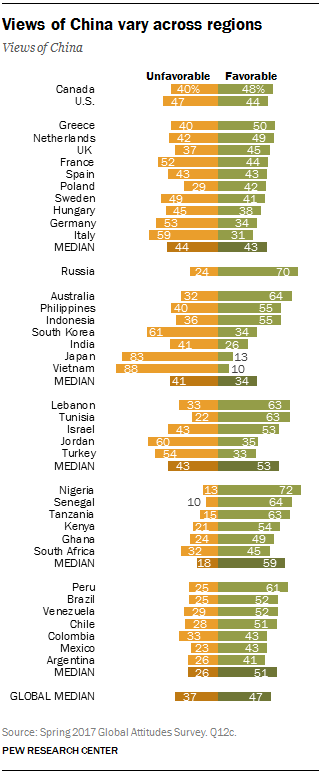 Views of China vary across regions
Views of China
Unfavorable Favorable
Canada 40% 48%
U.S. 47 44
Greece 40 50
Netherlands 42 49
UK 37 45
France 52 44
Spain 43 43
Poland 29 42
Sweden 49 41
Hungary 45 38
Germany 53 34
Italy 59 31
MEDIAN 44 43
Russia 24 70
Australia 32 64
Philippines 40 55
Indonesia 36 55
South Korea 61 34
India 41 26
Japan 83 13
Vietnam 88 10
MEDIAN 41 34
Lebanon 33 63
Tunisia 22 63
Israel 43 53
Jordan 60 35
Turkey 54 33
MEDIAN 43 53
Nigeria 13 72
Senegal 10 64
Tanzania 15 63
Kenya 21 54
Ghana 24 49
South Africa 32 45
MEDIAN 18 59
Peru 25 61
Brazil 25 52
Venezuela 29 52
Chile 28 51
Colombia 33 43
Mexico 23 43
Argentina 26 41
MEDIAN 26 51
GLOBAL MEDIAN 37 47
Source: Spring 2017 Global Attitudes Survey. Q12c.
PEW RESEARCH CENTER